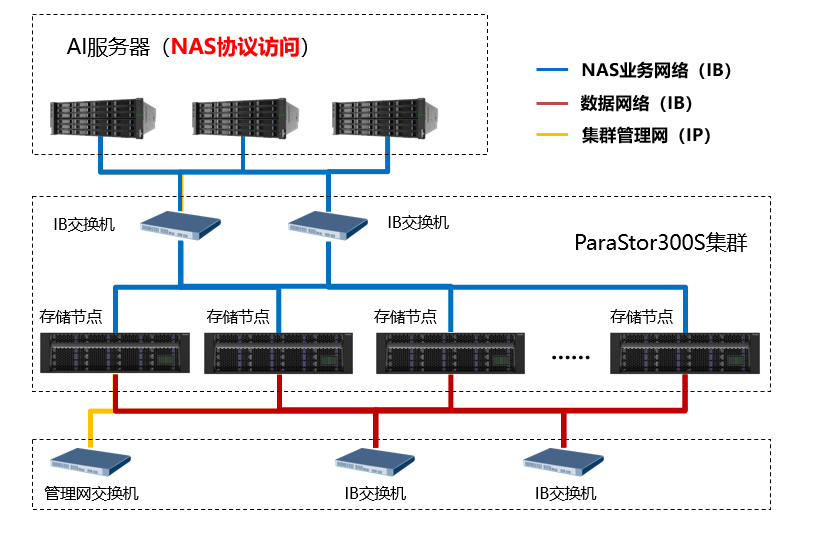 AI服务器（NAS协议访问）
NAS业务网络（IB）
数据网络（IB）
集群管理网（IP）
IB交换机
IB交换机
ParaStor300S集群
存储节点
存储节点
存储节点
存储节点
......
管理网交换机
IB交换机
IB交换机